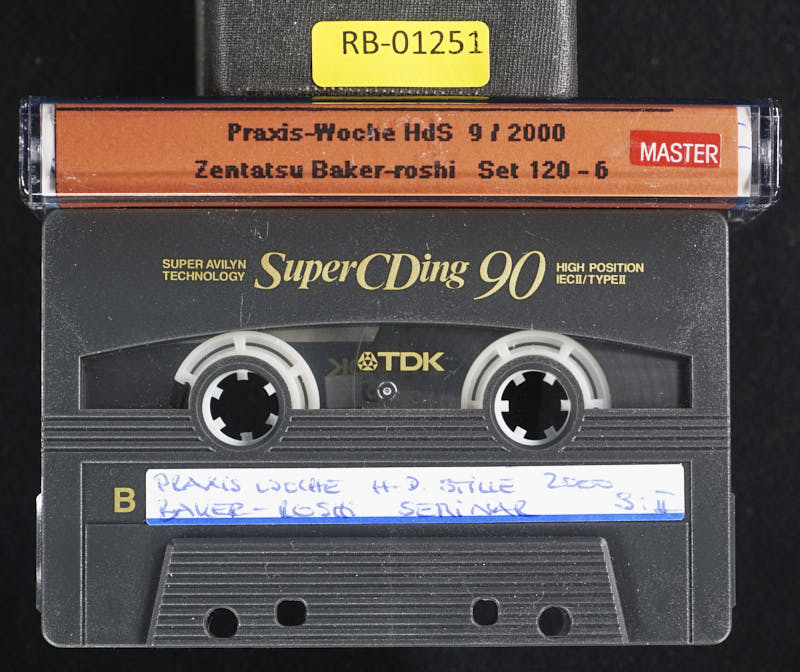 RB-01251
Praxis-Woche HdS 9 / 2000
Zentatsu Baker-roshi Set 120 - 6
MASTER
SUPER AVILYN
TECHNOLOGY
SuperCDing 90
HIGH POSITION
IECII/TYPEII
TDK
B
PRAXIS WOCHE H-D. STILLE 2000
BAKER-ROSHI SEMINAR S:II